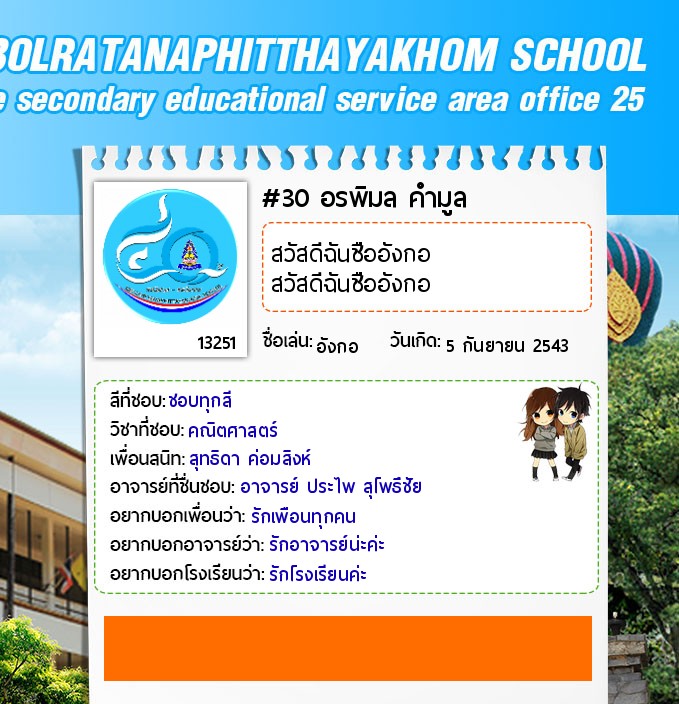 BOLRATANAPHITTHAYAKHOM SCHOOL
secondary educational service area office 25
#30 อรพิมล คำมูล
สวัสดีฉันชื่ออังกอ
สวัสดีฉันชื่ออังกอ
13251
ชื่อเล่น: อังกอ วันเกิด: 5 กันยายน 2543
สีที่ชอบ: ชอบทุกสี
วิชาที่ชอบ: คณิตศาสตร์
เพื่อนสนิท: สุทธิดา ค่อมสิงห์
อาจารย์ที่ชื่นชอบ: อาจารย์ ประไพ สุโพธิ์ชัย
อยากบอกเพื่อนว่า: รักเพื่อนทุกคน
อยากบอกอาจารย์ว่า: รักอาจารย์น่ะค่ะ
อยากบอกโรงเรียนว่า: รักโรงเรียนค่ะ